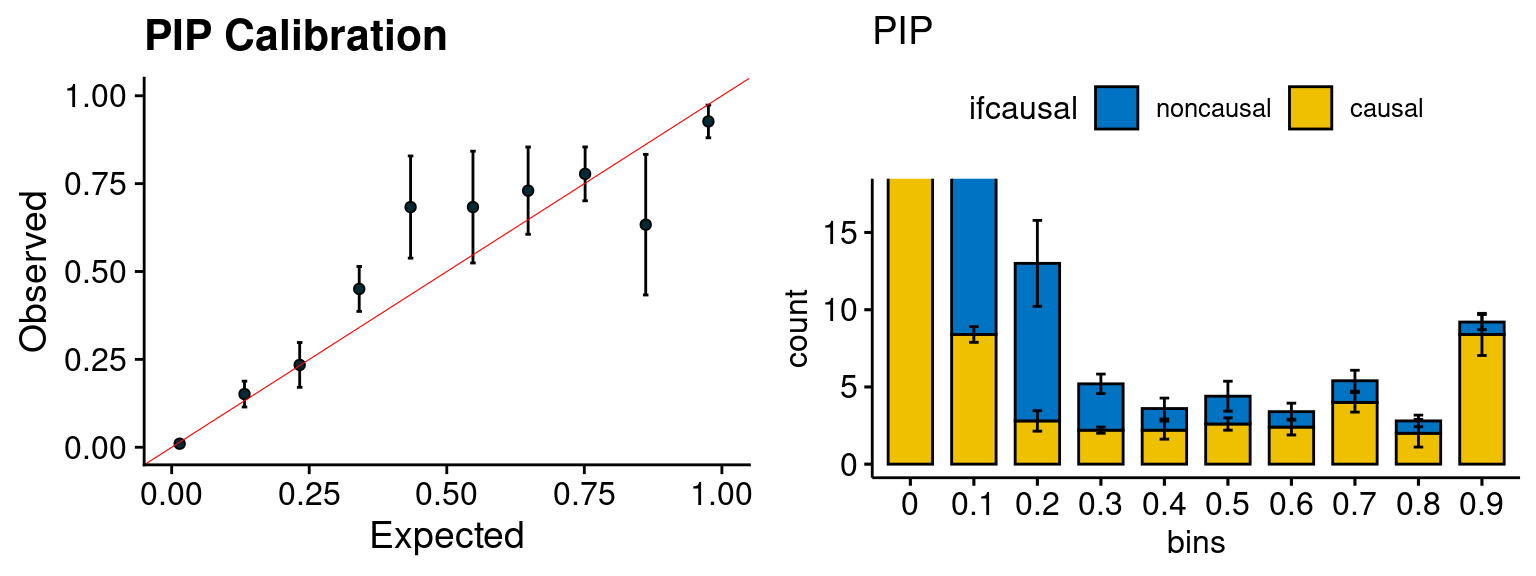 PIP Calibration
1.00
0.75
0.50
0.25
0.00
Observed
0.00 0.25 0.50 0.75 1.00
Expected
PIP
ifcausal noncausal causal
15
10
5
0
count
0 0.1 0.2 0.3 0.4 0.5 0.6 0.7 0.8 0.9
bins